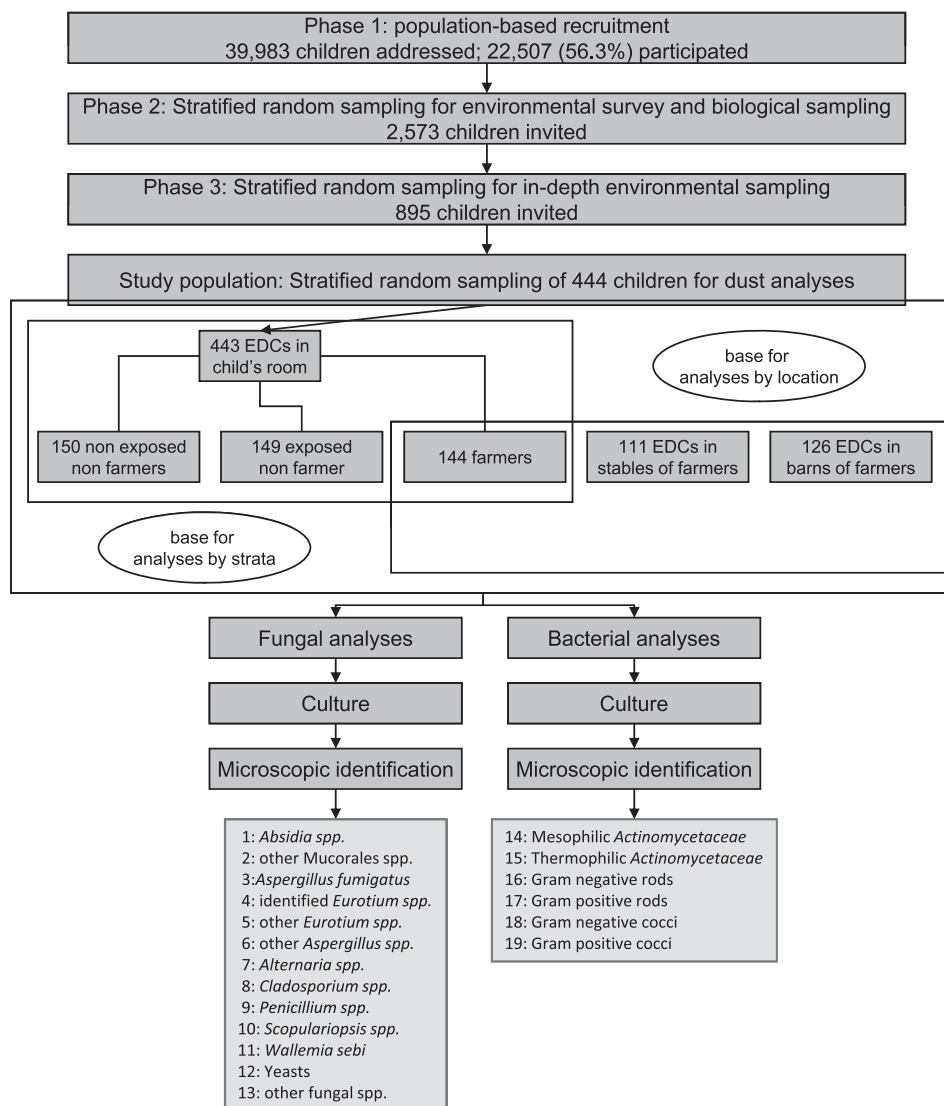 Phase 1: population-based recruitment
39,983 children addressed; 22,507 (56.3%) participated
Phase 2: Stratified random sampling for environmental survey and biological sampling
2,573 children invited
Phase 3: Stratified random sampling for in-depth environmental sampling
895 children invited
Study population: Stratified random sampling of 444 children for dust analyses
443 EDCs in
child's room
base for
analyses by location
150 non exposed
non farmers
149 exposed
non farmer
144 farmers
111 EDCs in
stables of farmers
126 EDCs in
barns of farmers
base for
analyses by strata
Fungal analyses
Culture
Microscopic identification
1: Absidia spp.
2: other Mucorales spp.
3:Aspergillus fumigatus
4: identified Eurotium spp.
5: other Eurotium spp.
6: other Aspergillus spp.
7: Alternaria spp.
8: Cladosporium spp.
9: Penicillium spp.
10: Scopulariopsis spp.
11: Wallemia sebi
12: Yeasts
13: other fungal spp.
Bacterial analyses
Culture
Microscopic identification
14: Mesophilic Actinomycetaceae
15: Thermophilic Actinomycetaceae
16: Gram negative rods
17: Gram positive rods
18: Gram negative cocci
19: Gram positive cocci